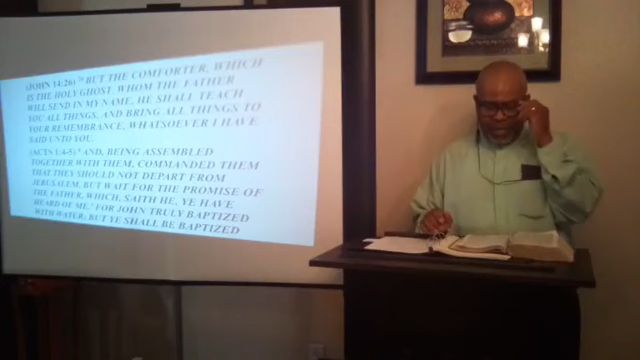 (JOHN 14:26) 26 BUT THE COMFORTER, WHICH
IS THE HOLY GHOST, WHOM THE FATHER
WILL SEND IN MY NAME, HE SHALL TEACH
YOU ALL THINGS, AND BRING ALL THINGS TO
YOUR REMEMBRANCE, WHATSOEVER I HAVE
SAID UNTO YOU.
(ACTS 1:4-5) 4 AND, BEING ASSEMBLED
TOGETHER WITH THEM, COMMANDED THEM
THAT THEY SHOULD NOT DEPART FROM
JERUSALEM, BUT WAIT FOR THE PROMISE OF
THE FATHER, WHICH, SAITH HE, YE HAVE
HEARD OF ME. 5 FOR JOHN TRULY BAPTIZED
WITH WATER; BUT YE SHALL BE BAPTIZED